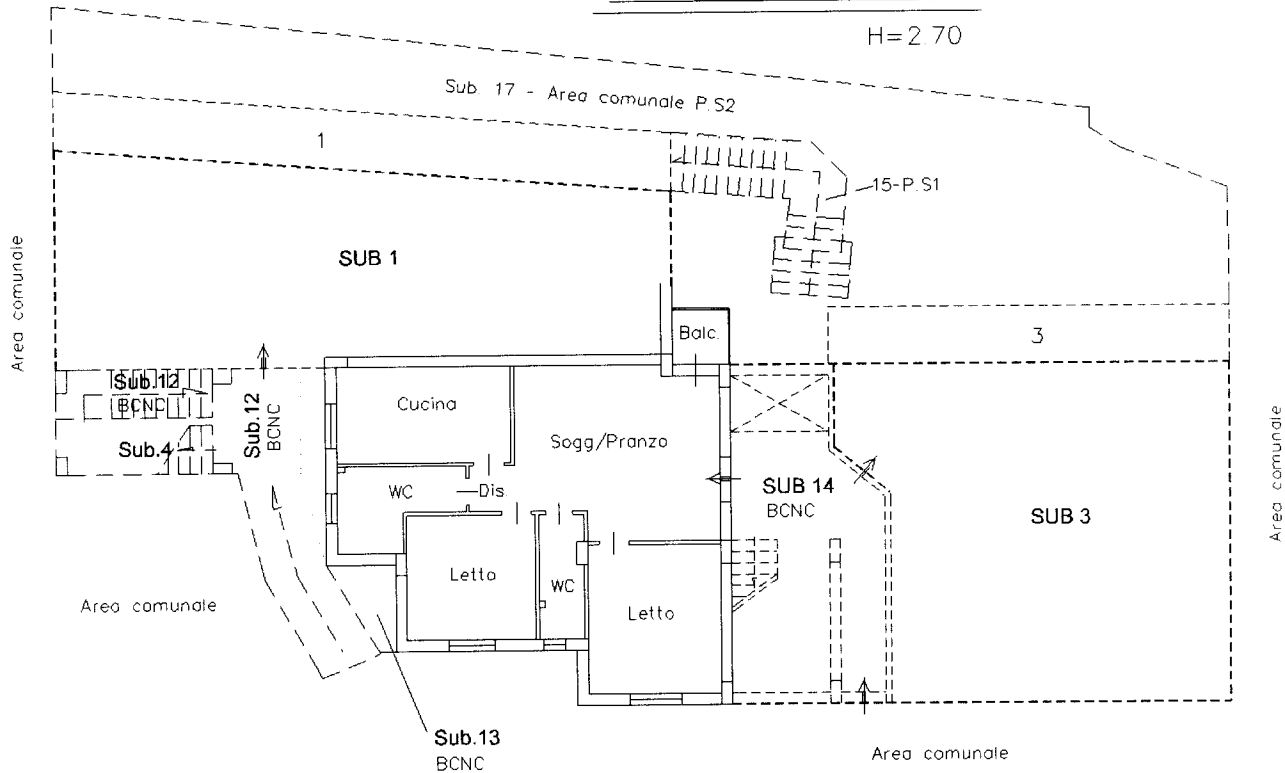 H=2.70
Sub. 17 - Area comunale P.S2
1
15-P.S1
Area comunale
SUB 1
Balc.
3
Sub.12
BCNC
Sub.12
BCNC
Sub.4
Cucina
Sogg/Pranzo
WC
Dis.
SUB 14
BCNC
SUB 3
Area comunale
Letto
WC
Letto
Area comunale
Sub.13
BCNC
Area comunale